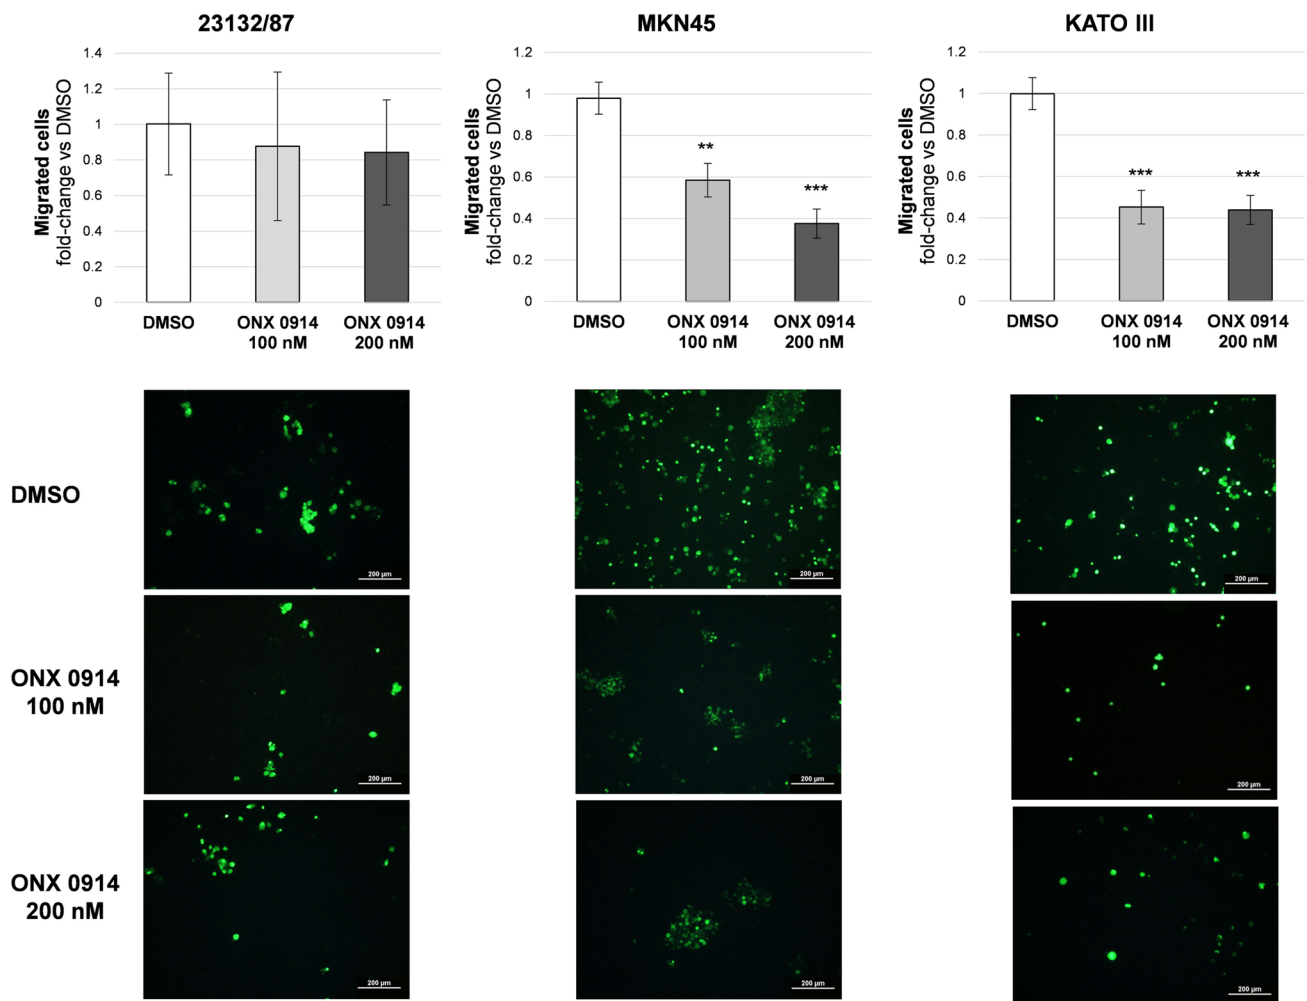 23132/87
Migrated cells
fold-change vs DMSO
1.4
1.2
1
0.8
0.6
0.4
0.2
0
DMSO
ONX 0914
100 nM
ONX 0914
200 nM
MKN45
Migrated cells
fold-change vs DMSO
1.2
1
0.8
0.6
0.4
0.2
0
**
***
DMSO
ONX 0914
100 nM
ONX 0914
200 nM
KATO III
Migrated cells
fold-change vs DMSO
1.2
1
0.8
0.6
0.4
0.2
0
***
***
DMSO
ONX 0914
100 nM
ONX 0914
200 nM
DMSO
200 µm
200 µm
200 µm
ONX 0914
100 nM
200 µm
200 µm
200 µm
ONX 0914
200 nM
200 µm
200 µm
200 µm